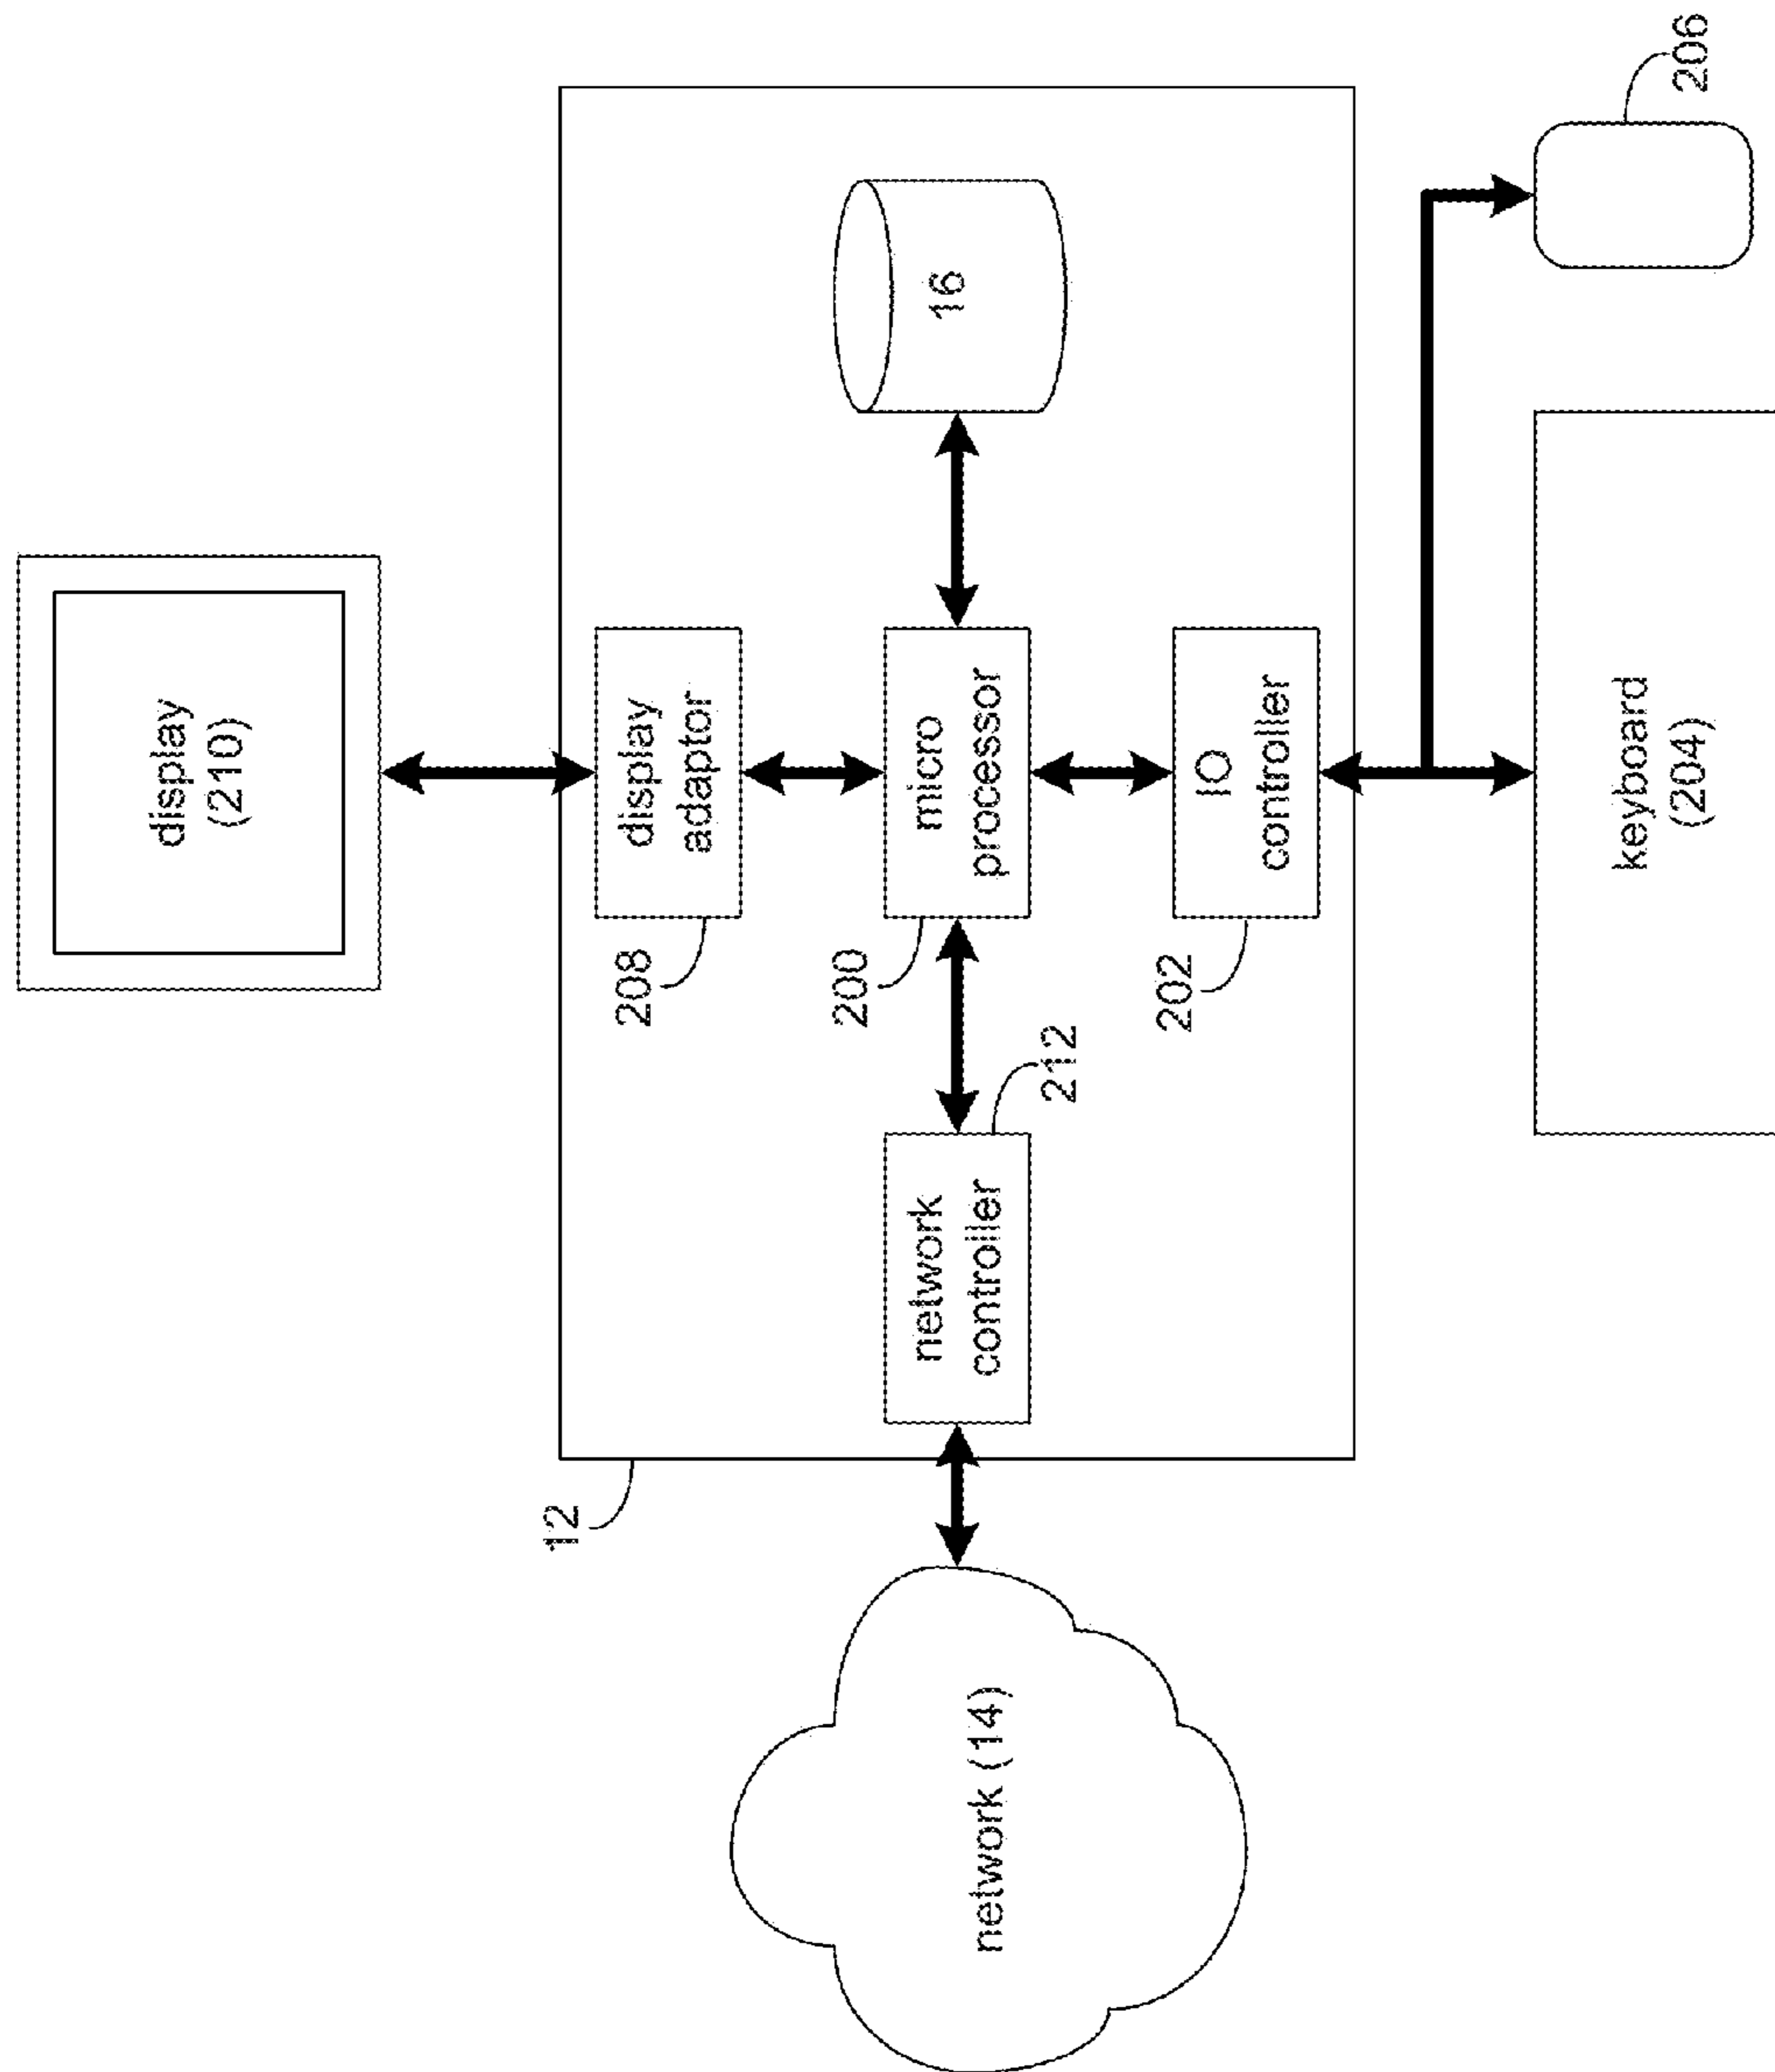 display
(210)
display
adaptor
208
micro
processor
200
16
network
controller
212
IO
controller
202
12
network (14)
keyboard
(204)
206